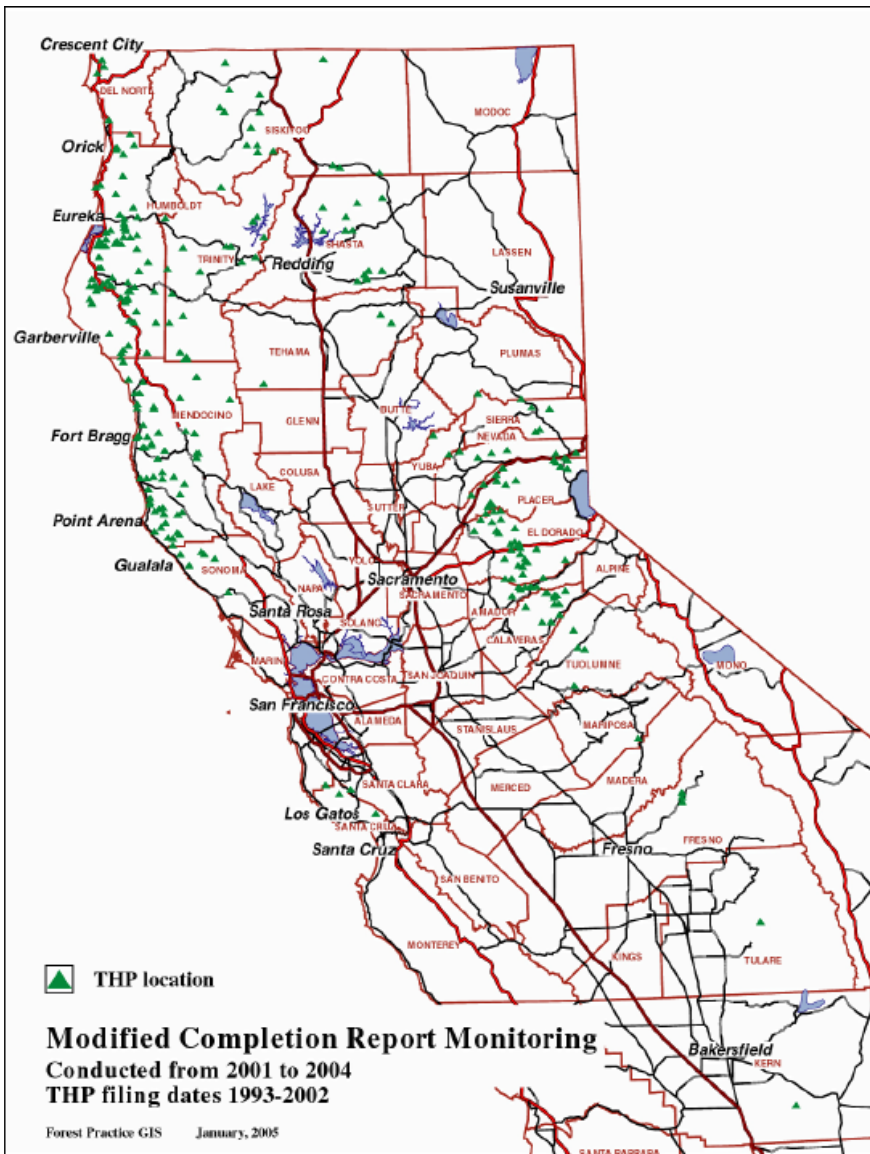 Crescent City
DEL NORTE
MODOC
SISKIYOU
Orick
HUMBOLDT
Eureka
TRINITY
SHASTA
Redding
LASSEN
Susanville
Garberville
TEHAMA
PLUMAS
MENDOCINO
GLENN
BUTTE
SIERRA
Fort Bragg
NEVADA
COLUSA
YUBA
LAKE
PLACER
SUTTER
Point Arena
EL DORADO
Gualala
SONOMA
YOLO
ALPINE
Sacramento
NAPA
SACRAMENTO
Santa Rosa
SOLANO
AMADOR
CALAVERAS
MARIN
TUOLUMNE
MONO
CONTRA COSTA
SAN JOAQUIN
San Francisco
ALAMEDA
STANISLAUS
MARIPOSA
SANTA CLARA
MERCED
MADERA
Los Gatos
SANTA CRUZ
Santa Cruz
Fresno
FRESNO
SAN BENITO
MONTEREY
KINGS
TULARE
THP location
Modified Completion Report Monitoring
Conducted from 2001 to 2004
THP filing dates 1993-2002
Bakersfield
KERN
Forest Practice GIS January, 2005
SANTA BARBARA